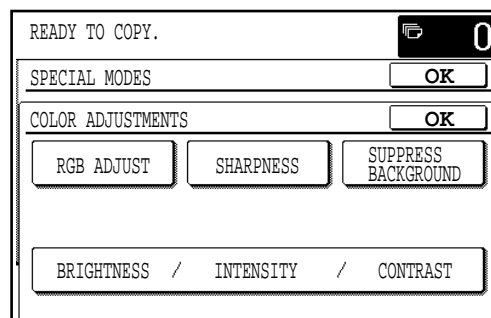 READY TO COPY. 0
SPECIAL MODES OK
COLOR ADJUSTMENTS OK
RGB ADJUST SHARPNESS SUPPRESS
BACKGROUND
BRIGHTNESS / INTENSITY / CONTRAST